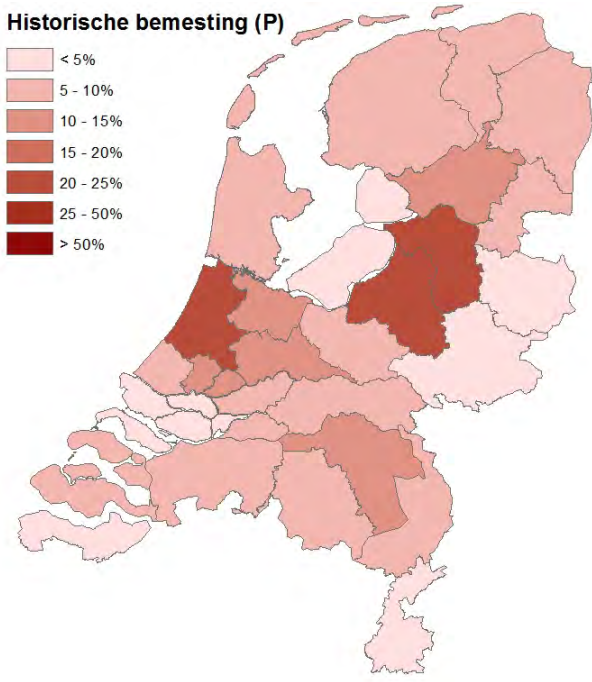 Historische bemesting (P)
< 5%
5 - 10%
10 - 15%
15 - 20%
20 - 25%
25 - 50%
> 50%